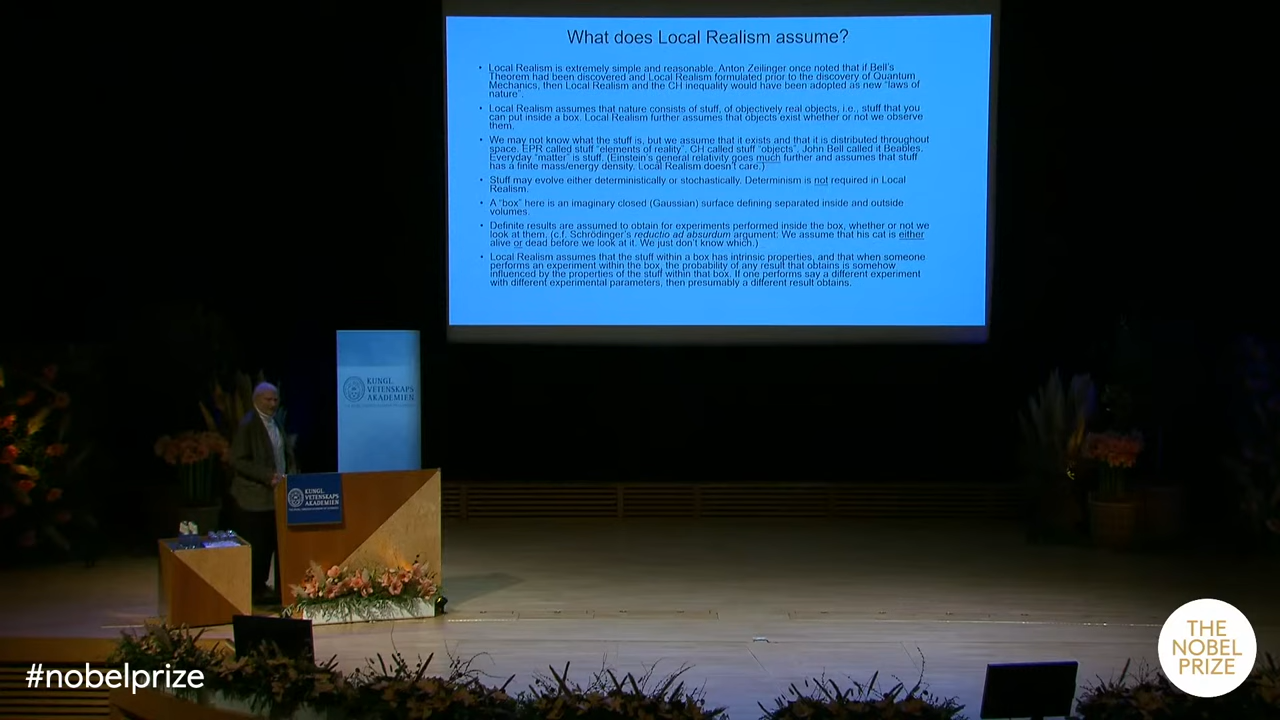 What does Local Realism assume?
• Local Realism is extremely simple and reasonable. Anton Zeilinger once noted that if Bell's
Theorem had been discovered and Local Realism formulated prior to the discovery of Quantum
Mechanics, then Local Realism and the CH inequality would have been adopted as new "laws of
nature".
• Local Realism assumes that nature consists of stuff, of objectively real objects, i.e., stuff that you
can put inside a box. Local Realism further assumes that objects exist whether or not we observe
them.
• We may not know what the stuff is, but we assume that it exists and that it is distributed throughout
space. EPR called stuff "elements of reality". CH called stuff "objects". John Bell called it Beables.
Everyday "matter" is stuff. (Einstein's general relativity goes much further and assumes that stuff
has a finite mass/energy density. Local Realism doesn't care.)
• Stuff may evolve either deterministically or stochastically. Determinism is not required in Local
Realism.
• A "box" here is an imaginary closed (Gaussian) surface defining separated inside and outside
volumes.
• Definite results are assumed to obtain for experiments performed inside the box, whether or not we
look at them. (c.f. Schrödinger's reductio ad absurdum argument: We assume that his cat is either
alive or dead before we look at it. We just don't know which.)
• Local Realism assumes that the stuff within a box has intrinsic properties, and that when someone
performs an experiment within the box, the probability of any result that obtains is somehow
influenced by the properties of the stuff within that box. If one performs say a different experiment
with different experimental parameters, then presumably a different result obtains.
KUNGL.
VETENSKAPS
AKADEMIEN
KUNGL.
VETENSKAPS
AKADEMIEN
#nobelprize
THE
NOBEL
PRIZE